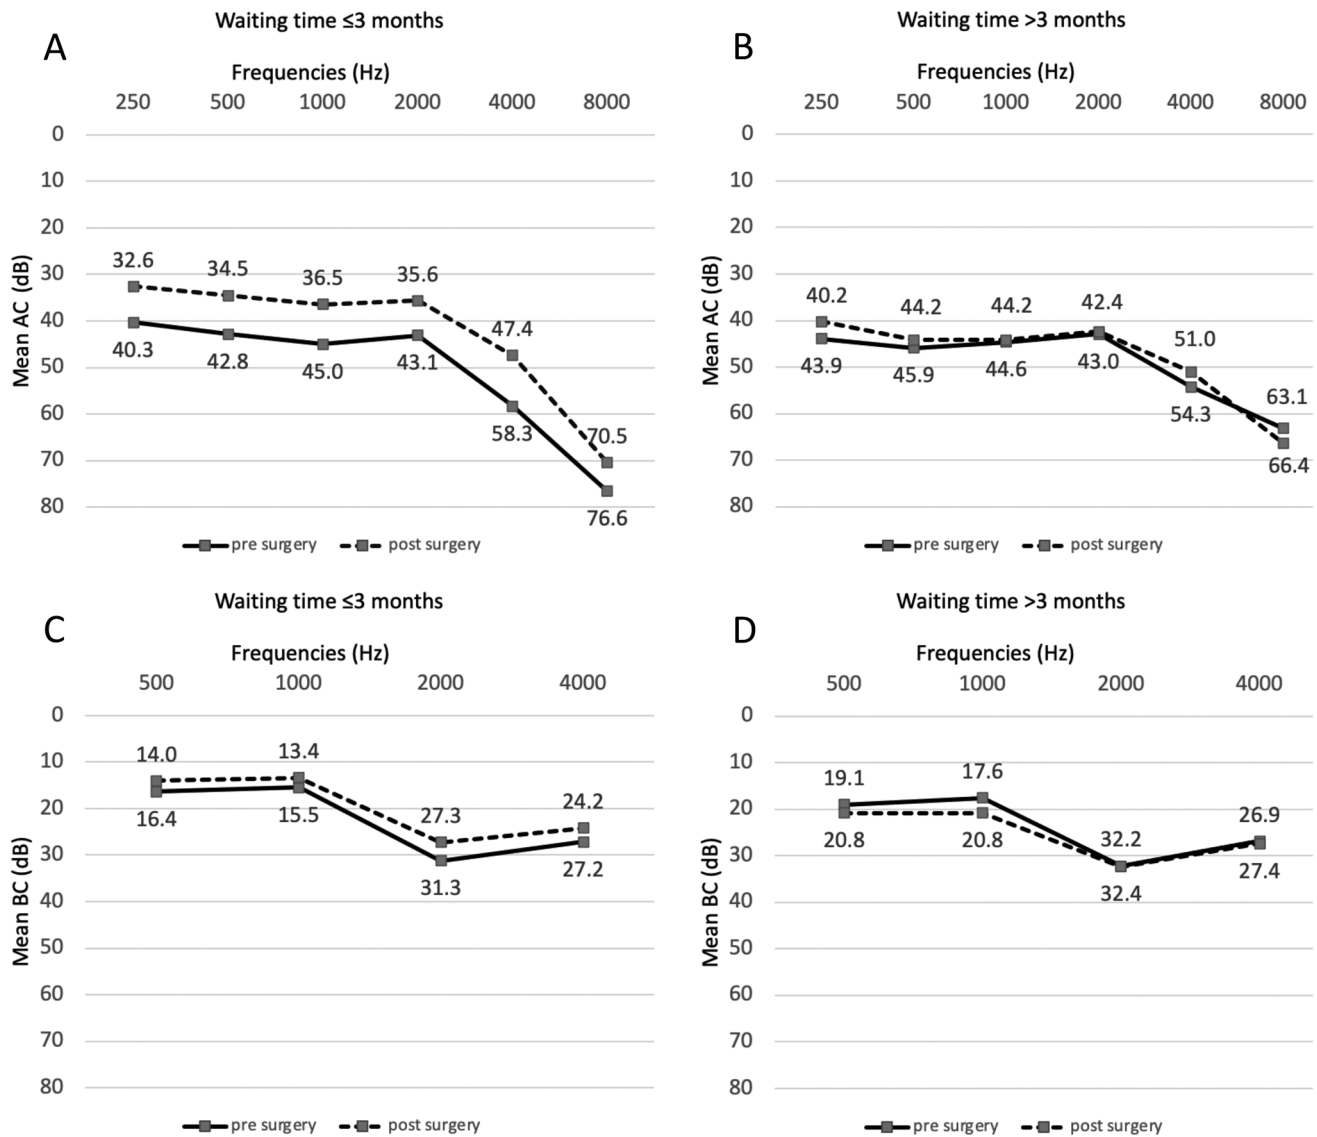 Waiting time ≤3 months
A
Frequencies (Hz)
250 500 1000 2000 4000 8000
0
10
20
30
40
50
60
70
80
Mean AC (dB)
32.6 34.5 36.5 35.6 47.4 70.5
40.3 42.8 45.0 43.1 58.3 76.6
pre surgery post surgery
Waiting time >3 months
B
Frequencies (Hz)
250 500 1000 2000 4000 8000
0
10
20
30
40
50
60
70
80
Mean AC (dB)
40.2 44.2 44.2 42.4 51.0 63.1
43.9 45.9 44.6 43.0 54.3 66.4
pre surgery post surgery
Waiting time ≤3 months
C
Frequencies (Hz)
500 1000 2000 4000
0
10
20
30
40
50
60
70
80
Mean BC (dB)
14.0 13.4 27.3 24.2
16.4 15.5 31.3 27.2
pre surgery post surgery
Waiting time >3 months
D
Frequencies (Hz)
500 1000 2000 4000
0
10
20
30
40
50
60
70
80
Mean BC (dB)
19.1 17.6 32.2 26.9
20.8 20.8 32.4 27.4
pre surgery post surgery